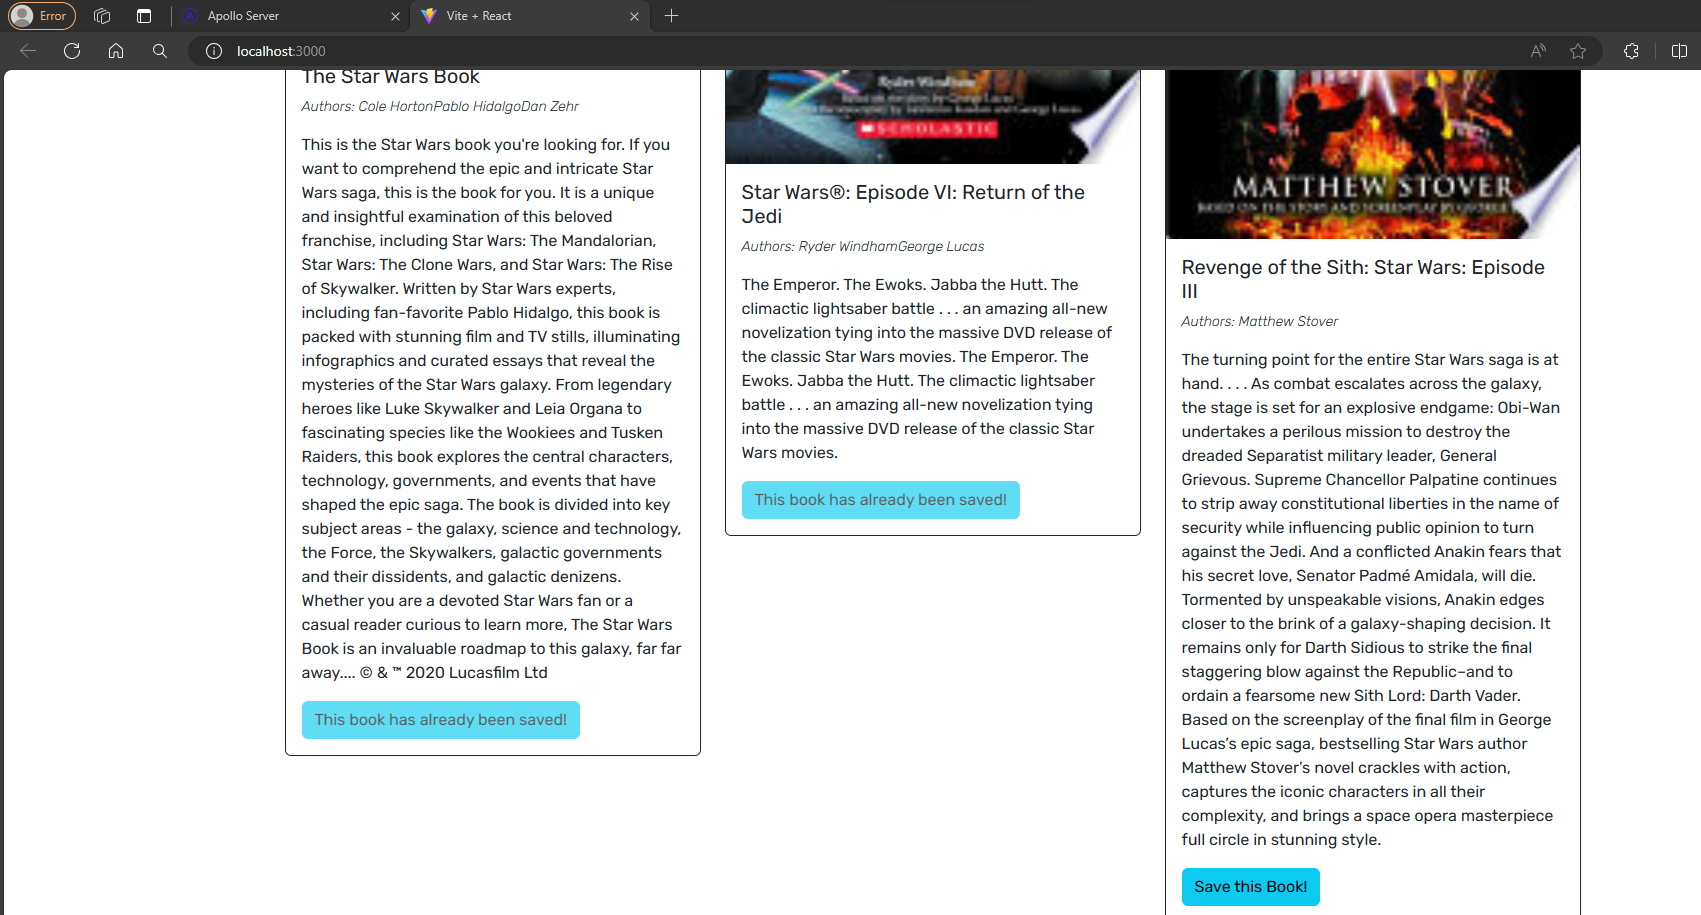 Error
Apollo Server
Vite + React
localhost:3000
The Star Wars Book
Authors: Cole HortonPablo HidalgoDan Zehr
This is the Star Wars book you're looking for. If you
want to comprehend the epic and intricate Star
Wars saga, this is the book for you. It is a unique
and insightful examination of this beloved
franchise, including Star Wars: The Mandalorian,
Star Wars: The Clone Wars, and Star Wars: The Rise
of Skywalker. Written by Star Wars experts,
including fan-favorite Pablo Hidalgo, this book is
packed with stunning film and TV stills, illuminating
infographics and curated essays that reveal the
mysteries of the Star Wars galaxy. From legendary
heroes like Luke Skywalker and Leia Organa to
fascinating species like the Wookiees and Tusken
Raiders, this book explores the central characters,
technology, governments, and events that have
shaped the epic saga. The book is divided into key
subject areas - the galaxy, science and technology,
the Force, the Skywalkers, galactic governments
and their dissidents, and galactic denizens.
Whether you are a devoted Star Wars fan or a
casual reader curious to learn more, The Star Wars
Book is an invaluable roadmap to this galaxy, far far
away.... © & ™ 2020 Lucasfilm Ltd
This book has already been saved!
Ryder Windham
SCHOLASTIC
Star Wars®: Episode VI: Return of the
Jedi
Authors: Ryder WindhamGeorge Lucas
The Emperor. The Ewoks. Jabba the Hutt. The
climactic lightsaber battle . . . an amazing all-new
novelization tying into the massive DVD release of
the classic Star Wars movies. The Emperor. The
Ewoks. Jabba the Hutt. The climactic lightsaber
battle . . . an amazing all-new novelization tying
into the massive DVD release of the classic Star
Wars movies.
This book has already been saved!
MATTHEW STOVER
BASED ON THE STORY AND SCREENPLAY BY GEORGE
Revenge of the Sith: Star Wars: Episode
III
Authors: Matthew Stover
The turning point for the entire Star Wars saga is at
hand. . . . As combat escalates across the galaxy,
the stage is set for an explosive endgame: Obi-Wan
undertakes a perilous mission to destroy the
dreaded Separatist military leader, General
Grievous. Supreme Chancellor Palpatine continues
to strip away constitutional liberties in the name of
security while influencing public opinion to turn
against the Jedi. And a conflicted Anakin fears that
his secret love, Senator Padmé Amidala, will die.
Tormented by unspeakable visions, Anakin edges
closer to the brink of a galaxy-shaping decision. It
remains only for Darth Sidious to strike the final
staggering blow against the Republic–and to
ordain a fearsome new Sith Lord: Darth Vader.
Based on the screenplay of the final film in George
Lucas’s epic saga, bestselling Star Wars author
Matthew Stover’s novel crackles with action,
captures the iconic characters in all their
complexity, and brings a space opera masterpiece
full circle in stunning style.
Save this Book!